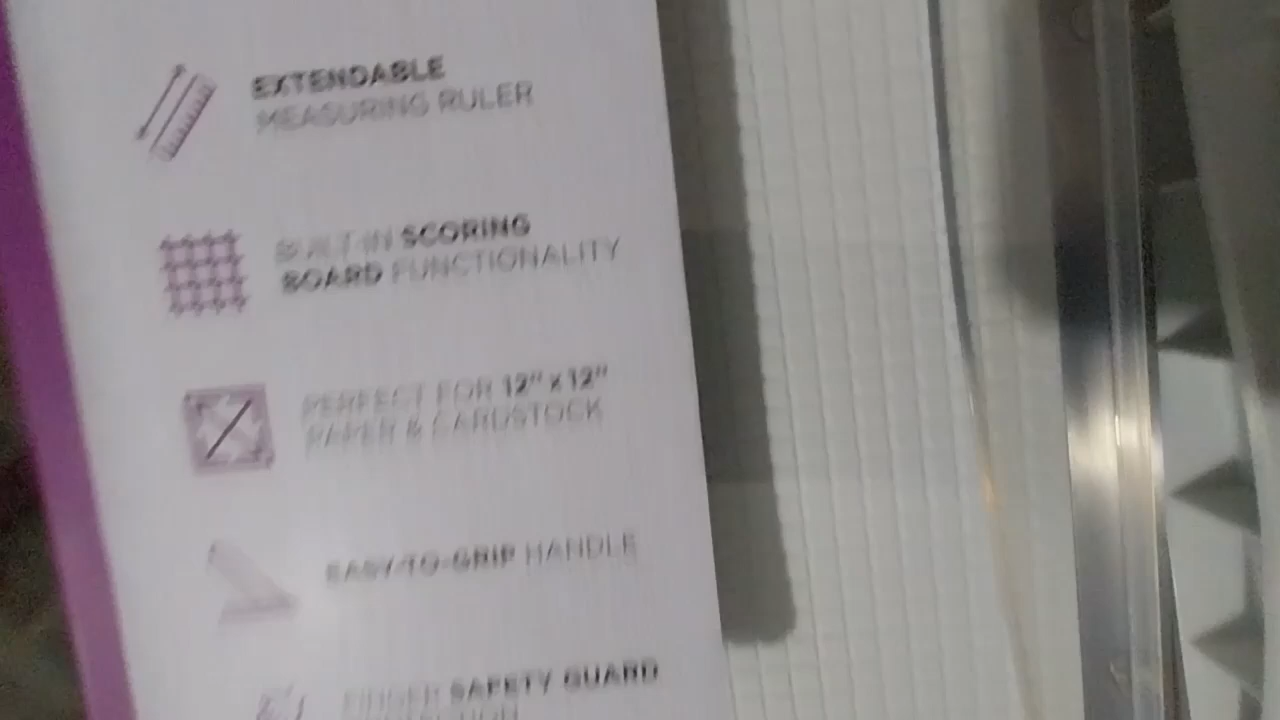 EXTENDABLE
MEASURING RULER
BUILT-IN SCORING
BOARD FUNCTIONALITY
PERFECT FOR 12" x 12"
PAPER & CARDSTOCK
EASY-TO-GRIP HANDLE
FINGER SAFETY GUARD